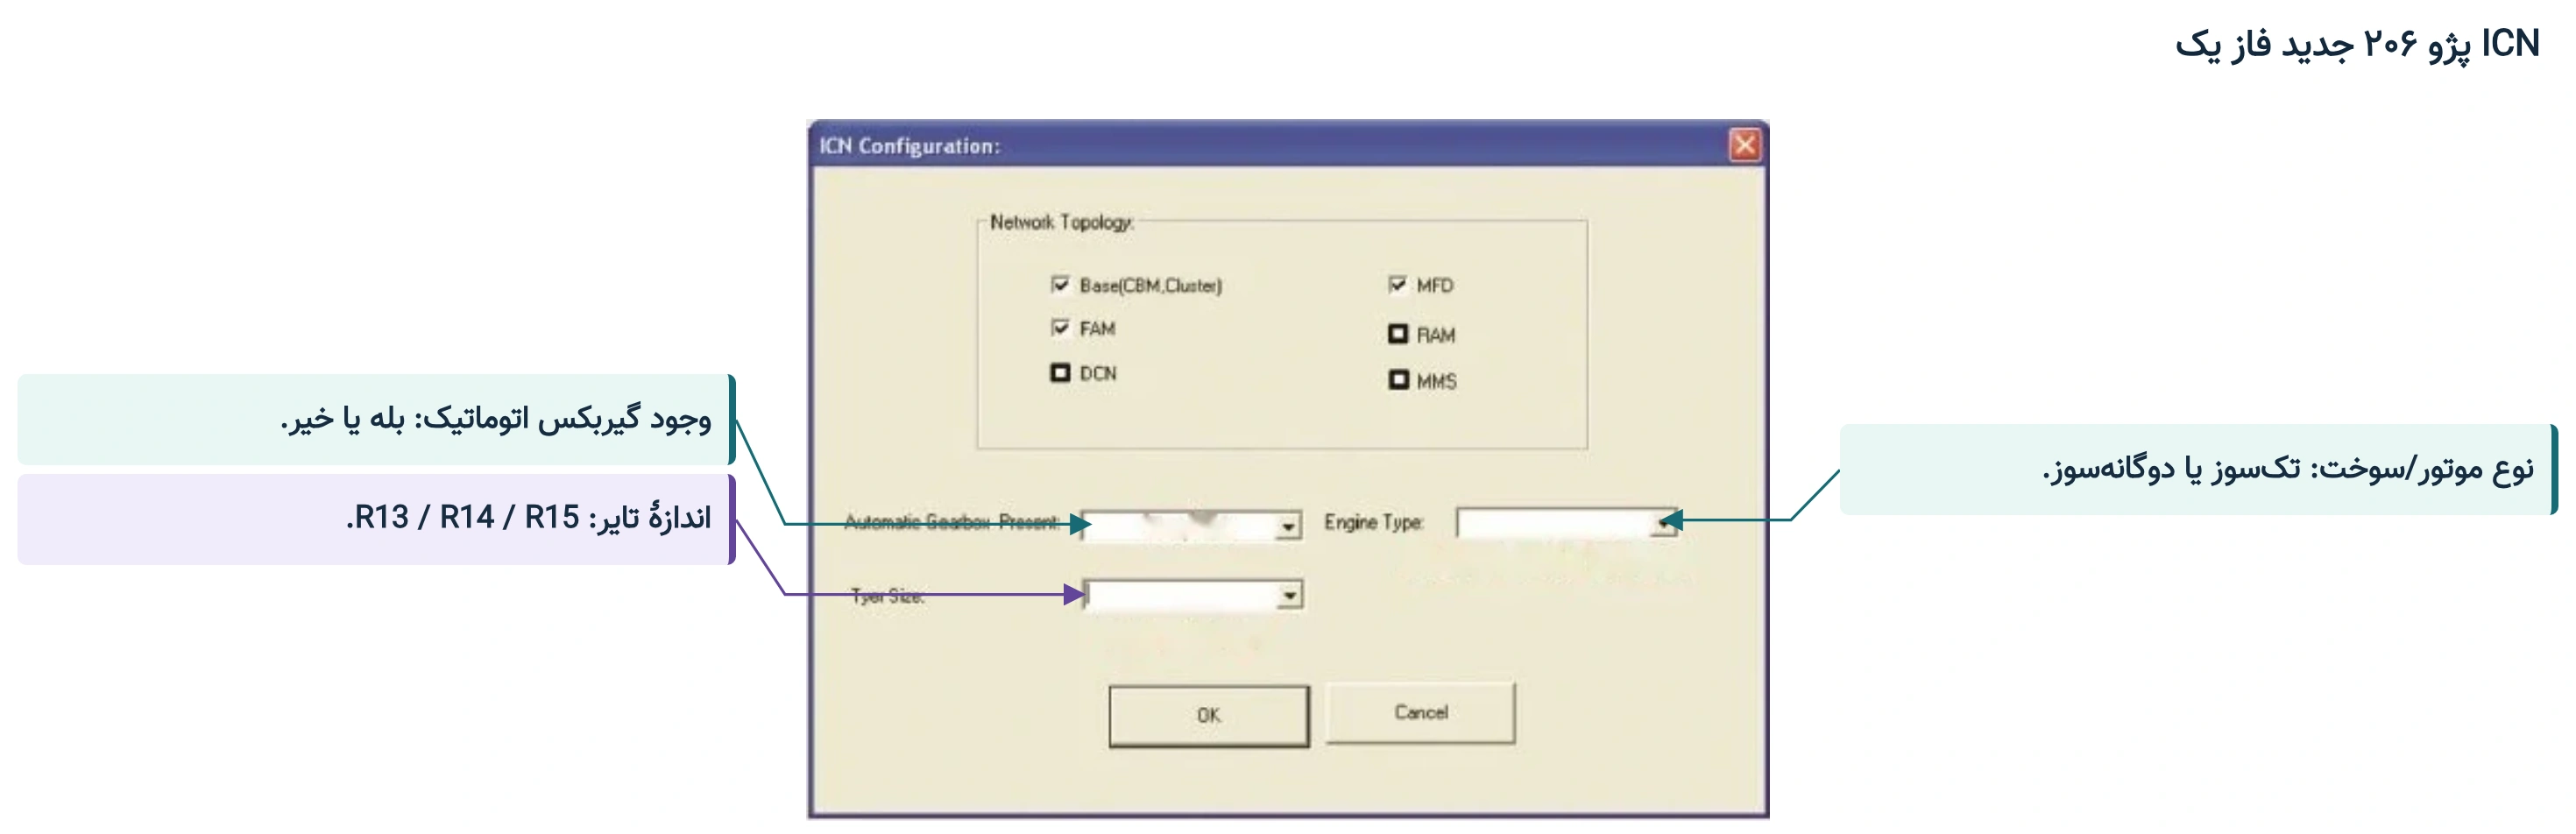 ICN پژو ۲۰۶ جدید فاز یک
ICN Configuration:
Network Topology:
Base(CBM,Cluster)
MFD
FAM
RAM
DCN
MMS
وجود گیربکس اتوماتیک: بله یا خیر.
نوع موتور/سوخت: تک‌سوز یا دوگانه‌سوز.
اندازهٔ تایر: R13 / R14 / R15.
Automatic Gearbox Present:
Engine Type:
Tyer Size:
OK
Cancel